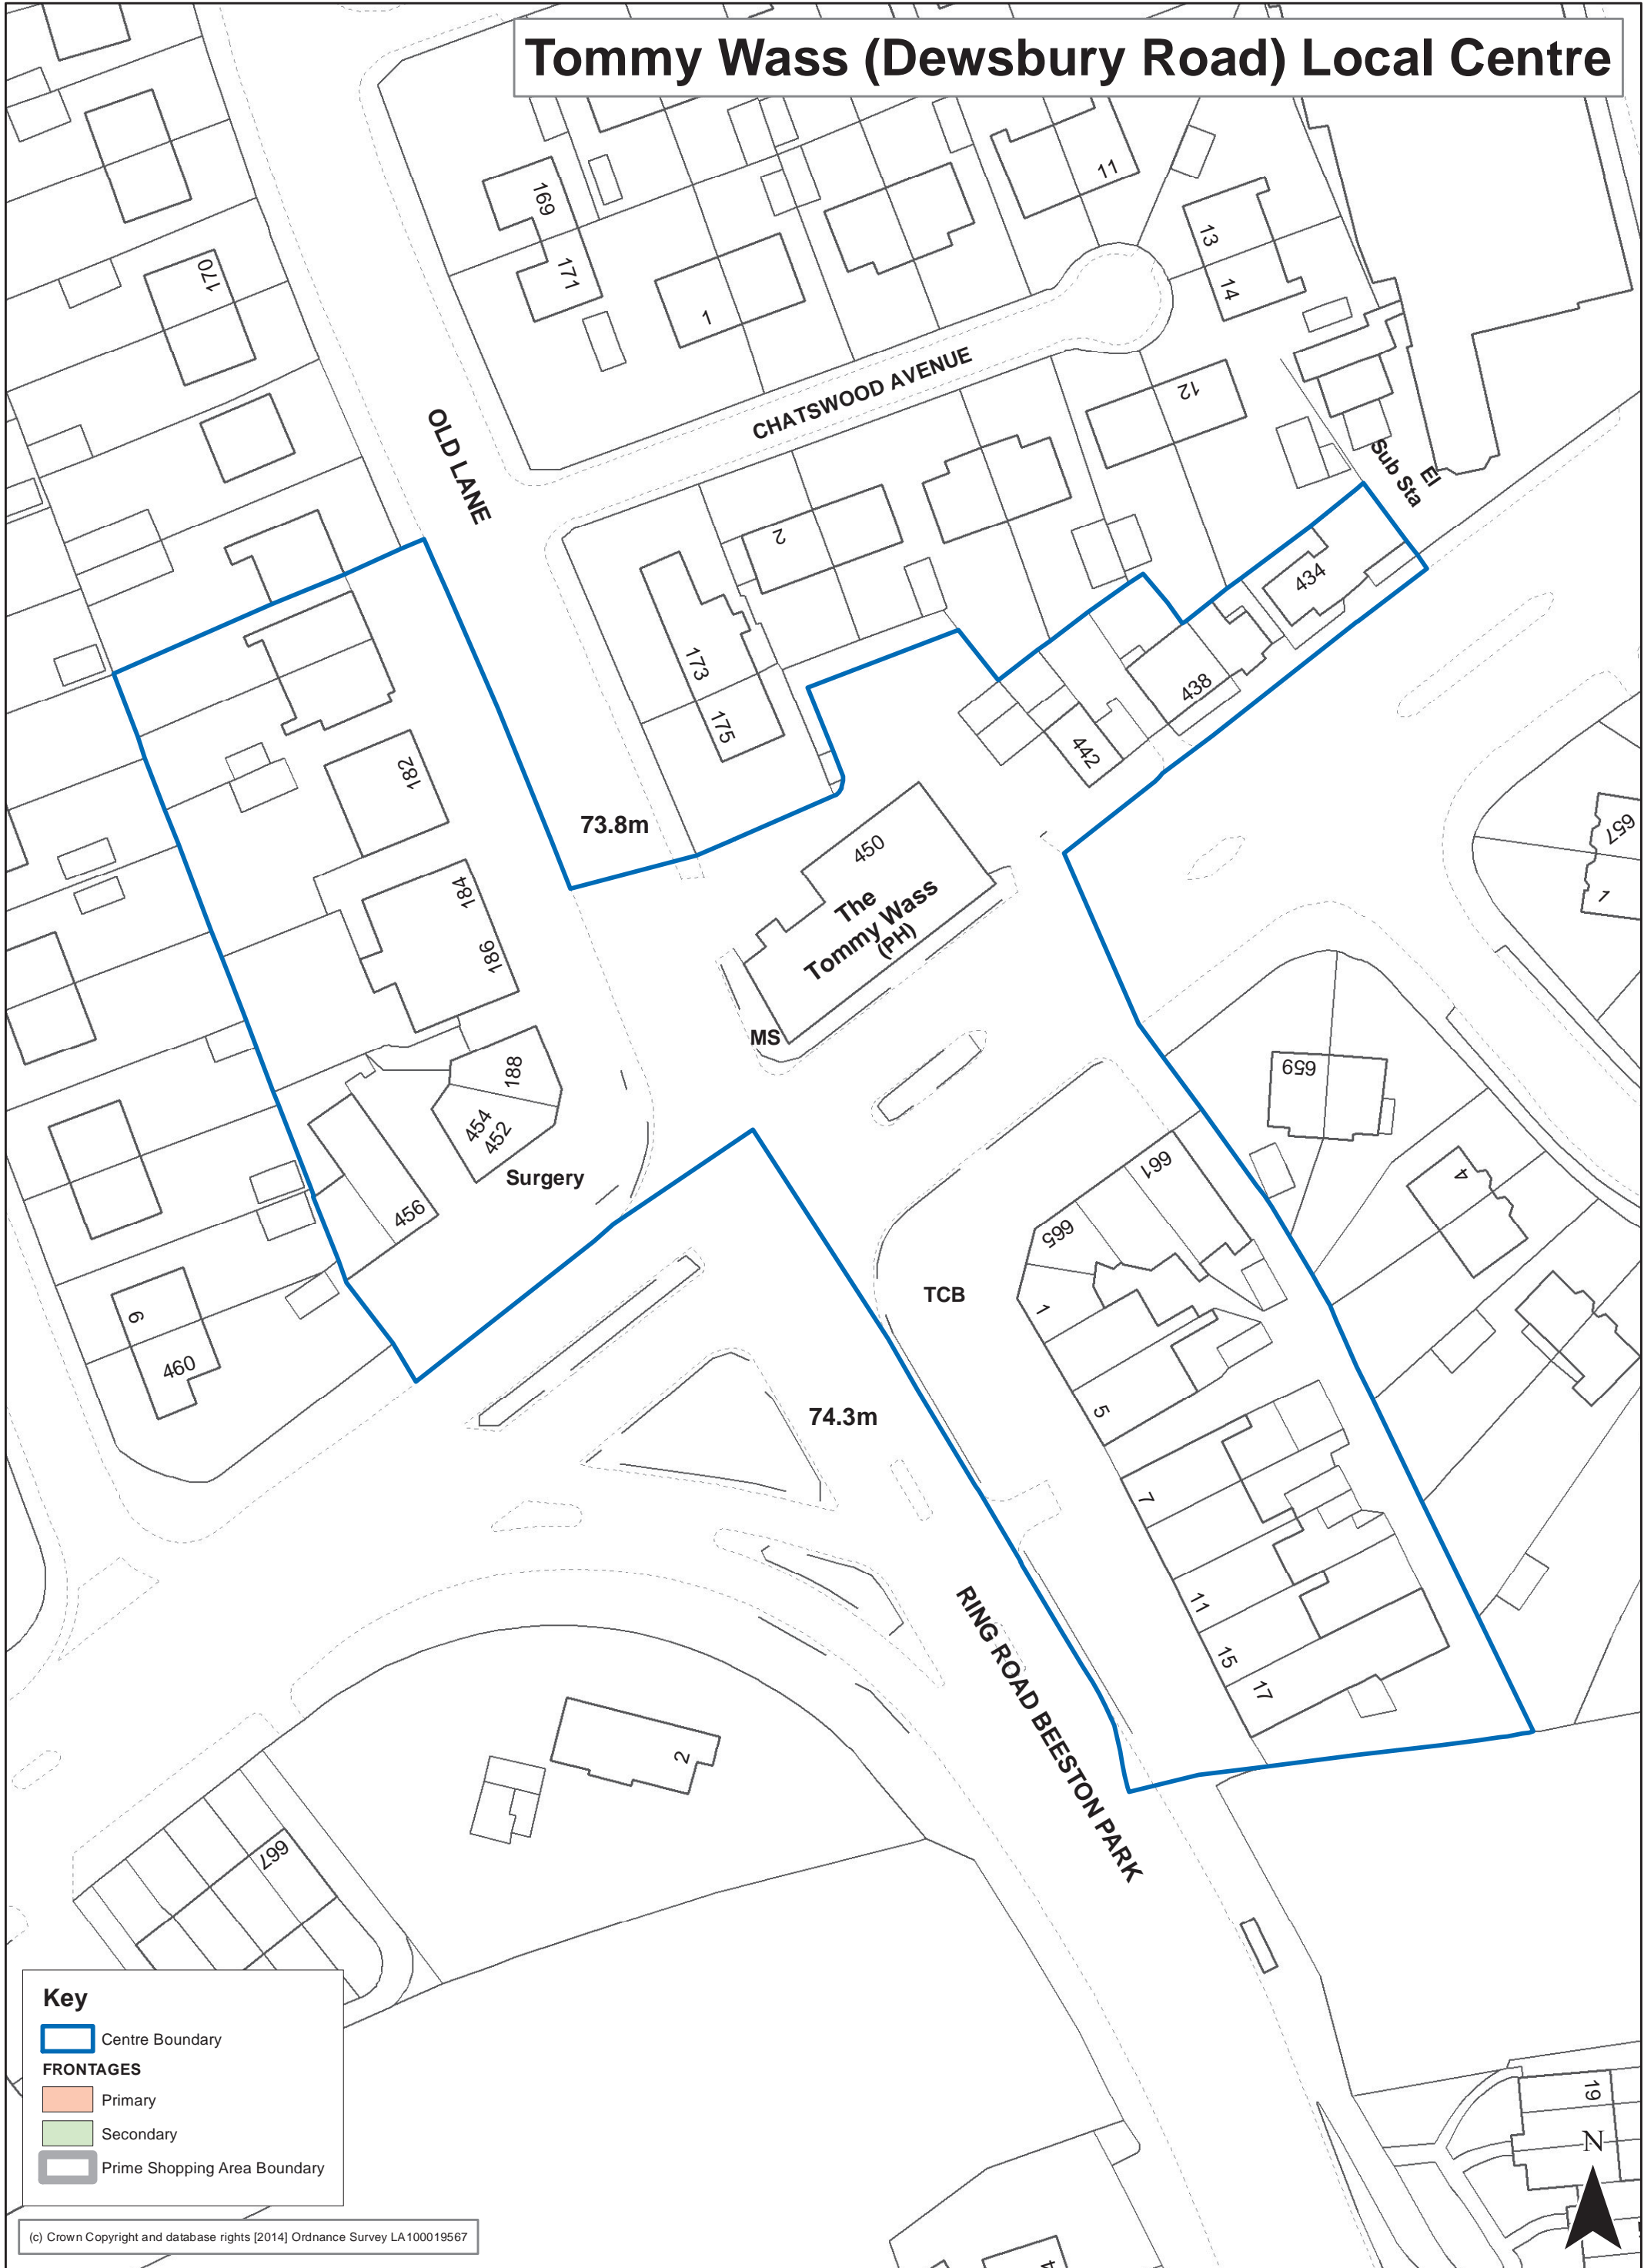 Tommy Wass (Dewsbury Road) Local Centre
169
11
170
171
13
14
1
CHATSWOOD AVENUE
12
OLD LANE
El
Sub Sta
2
434
173
438
175
442
182
73.8m
657
450
184
The
Tommy Wass
(PH)
1
186
MS
188
659
454
452
661
4
Surgery
456
665
TCB
1
9
460
5
74.3m
7
11
RING ROAD BEESTON PARK
15
17
2
667
Key
Centre Boundary
FRONTAGES
Primary
Secondary
Prime Shopping Area Boundary
19
N
(c) Crown Copyright and database rights [2014] Ordnance Survey LA100019567